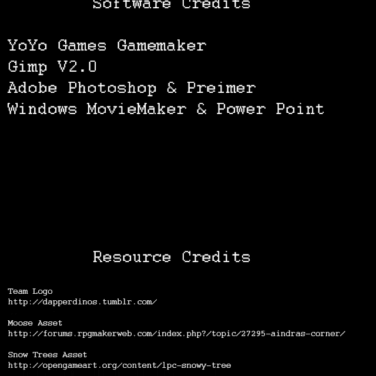 Software Credits
YoYo Games Gamemaker
Gimp V2.0
Adobe Photoshop & Preimer
Windows MovieMaker & Power Point
Resource Credits
Team Logo
http://dapperdinos.tumblr.com/
Moose Asset
http://forums.rpgmakerweb.com/index.php?/topic/27295-aindras-corner/
Snow Trees Asset
http://opengameart.org/content/lpc-snowy-tree